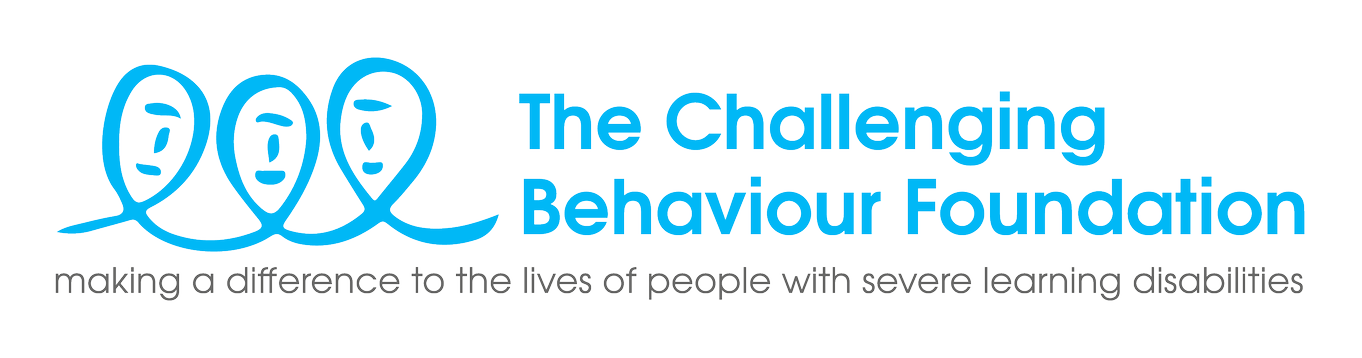 The Challenging
Behaviour Foundation
making a difference to the lives of people with severe learning disabilities